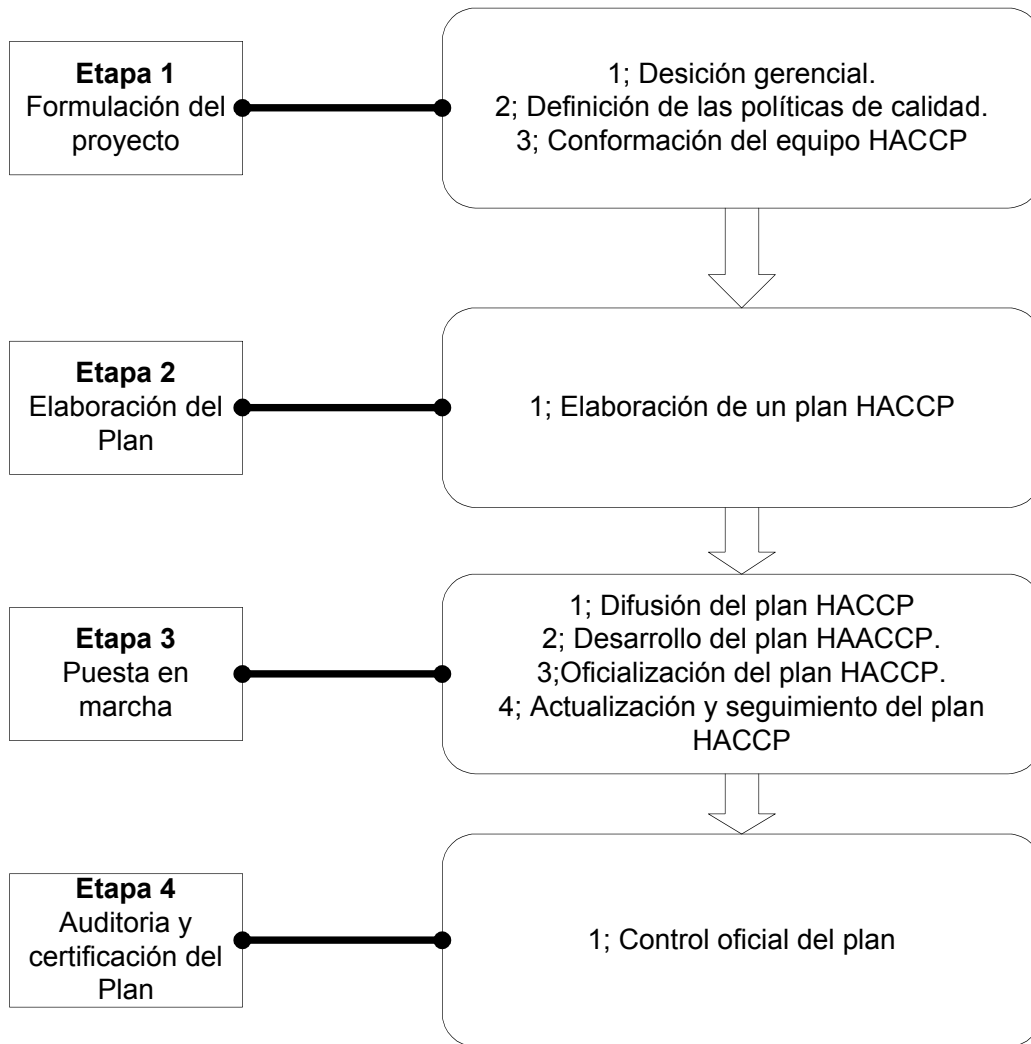 Etapa 1
Formulación del
proyecto
1; Desición gerencial.
2; Definición de las políticas de calidad.
3; Conformación del equipo HACCP
Etapa 2
Elaboración del
Plan
1; Elaboración de un plan HACCP
Etapa 3
Puesta en
marcha
1; Difusión del plan HACCP
2; Desarrollo del plan HAACCP.
3;Oficialización del plan HACCP.
4; Actualización y seguimiento del plan
HACCP
Etapa 4
Auditoria y
certificación del
Plan
1; Control oficial del plan